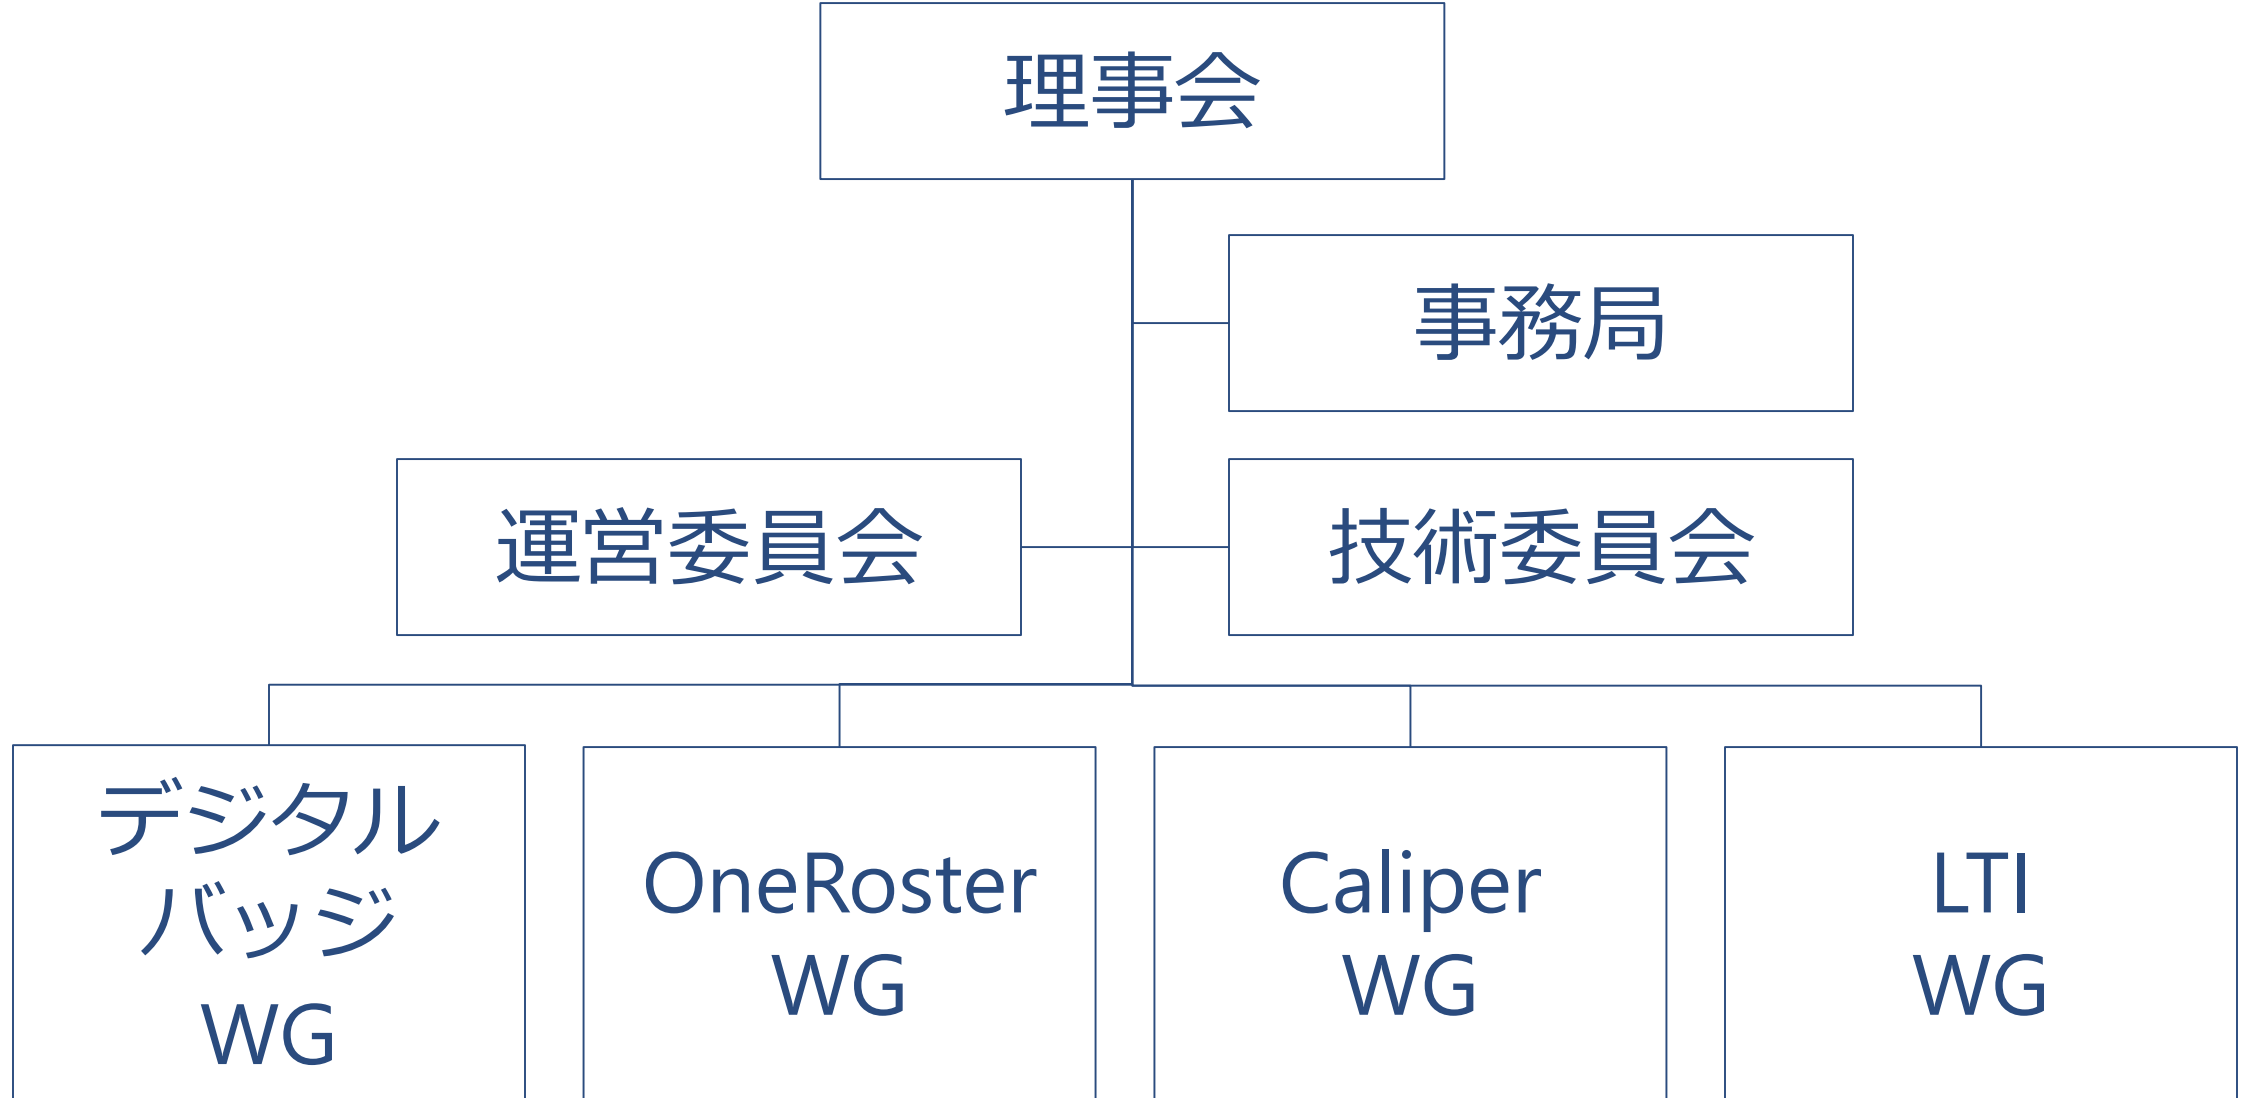 理事会
事務局
運営委員会
技術委員会
デジタル
バッジ
WG
OneRoster
WG
Caliper
WG
LTI
WG